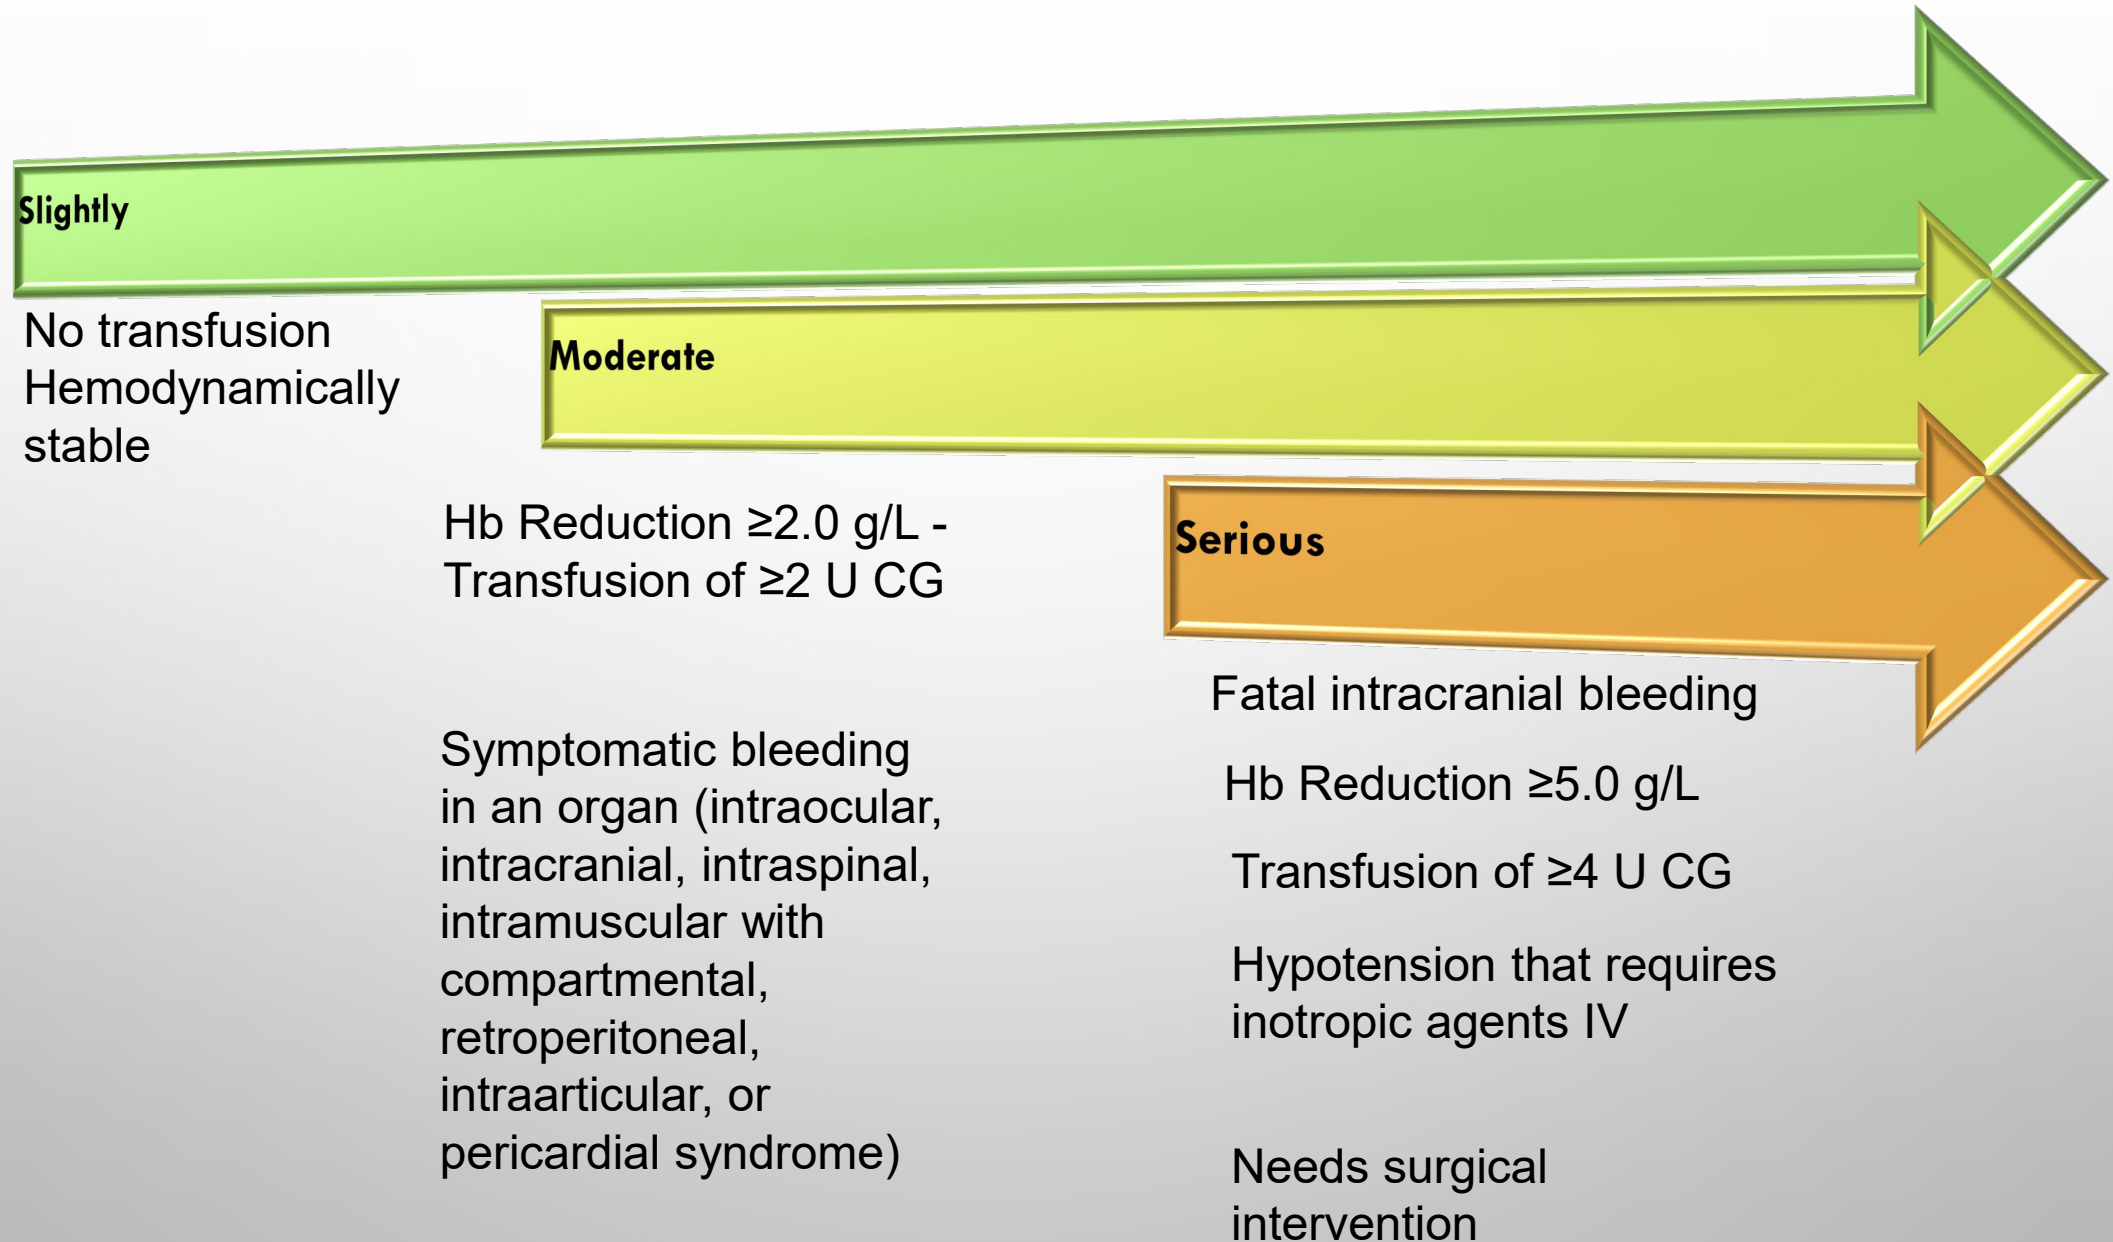 Slightly
No transfusion
Hemodynamically
stable
Moderate
Hb Reduction ≥2.0 g/L -
Transfusion of ≥2 U CG
Symptomatic bleeding
in an organ (intraocular,
intracranial, intraspinal,
intramuscular with
compartmental,
retroperitoneal,
intraarticular, or
pericardial syndrome)
Serious
Fatal intracranial bleeding
Hb Reduction ≥5.0 g/L
Transfusion of ≥4 U CG
Hypotension that requires
inotropic agents IV
Needs surgical
intervention